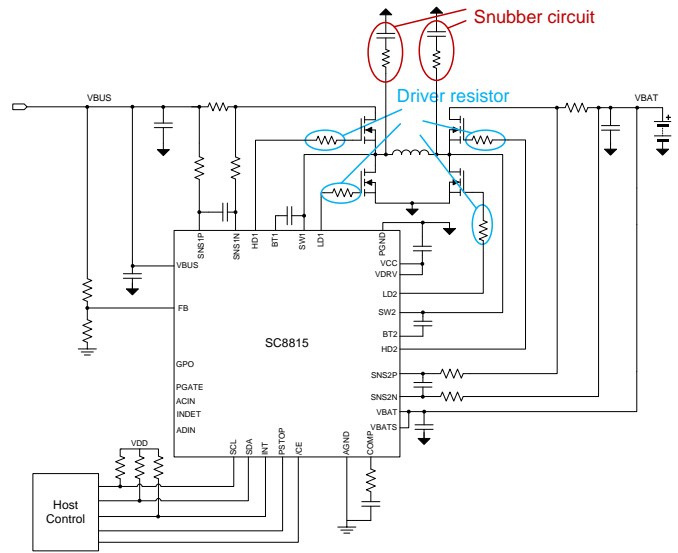 Snubber circuit
VBUS
Driver resistor
VBAT
SNS1P
SNS1N
HD1
BT1
SW1
LD1
PGND
VCC
VDRV
VBUS
LD2
FB
SW2
BT2
SC8815
HD2
GPO
SNS2P
PGATE
ACIN
SNS2N
INDET
VBAT
ADIN
VBATS
VDD
SCL
SDA
INT
PSTOP
/CE
AGND
COMP
Host
Control